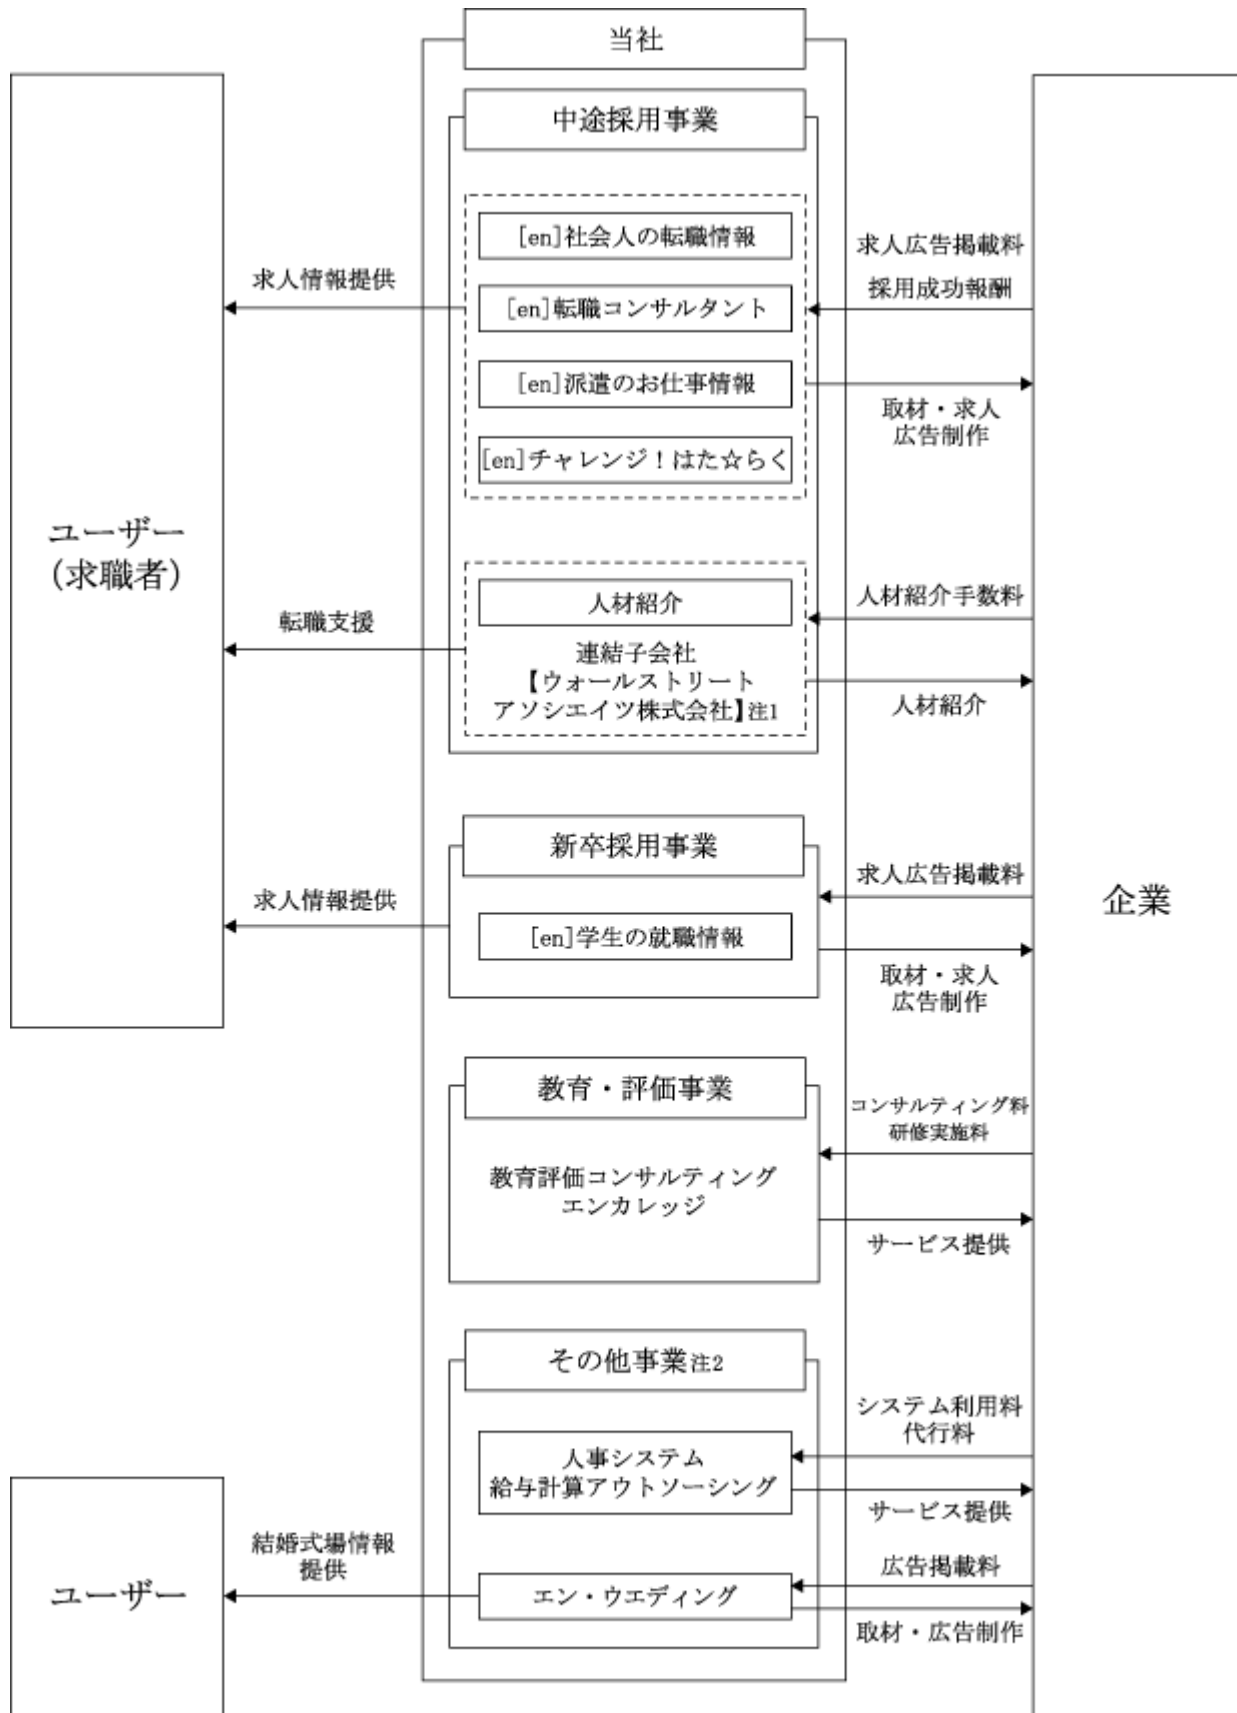 当社
中途採用事業
[en]社会人の転職情報
[en]転職コンサルタント
[en]派遣のお仕事情報
[en]チャレンジ！はた☆らく
求人情報提供
求人広告掲載料
採用成功報酬
取材・求人
広告制作
ユーザー
(求職者)
人材紹介
連結子会社
【ウォールストリート
アソシエイツ株式会社】注1
転職支援
人材紹介手数料
人材紹介
新卒採用事業
[en]学生の就職情報
求人情報提供
求人広告掲載料
取材・求人
広告制作
企業
教育・評価事業
教育評価コンサルティング
エンカレッジ
コンサルティング料
研修実施料
サービス提供
その他事業注2
人事システム
給与計算アウトソーシング
システム利用料
代行料
サービス提供
ユーザー
結婚式場情報
提供
エン・ウエディング
広告掲載料
取材・広告制作